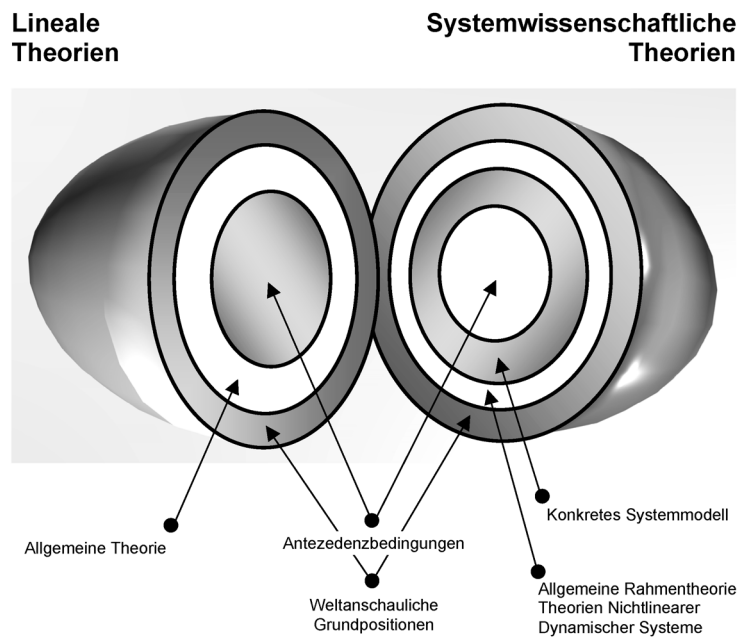 Lineale
Theorien
Systemwissenschaftliche
Theorien
Allgemeine Theorie
Antezedenzbedingungen
Weltanschauliche
Grundpositionen
Konkretes Systemmodell
Allgemeine Rahmentheorie
Theorien Nichtlinearer
Dynamischer Systeme